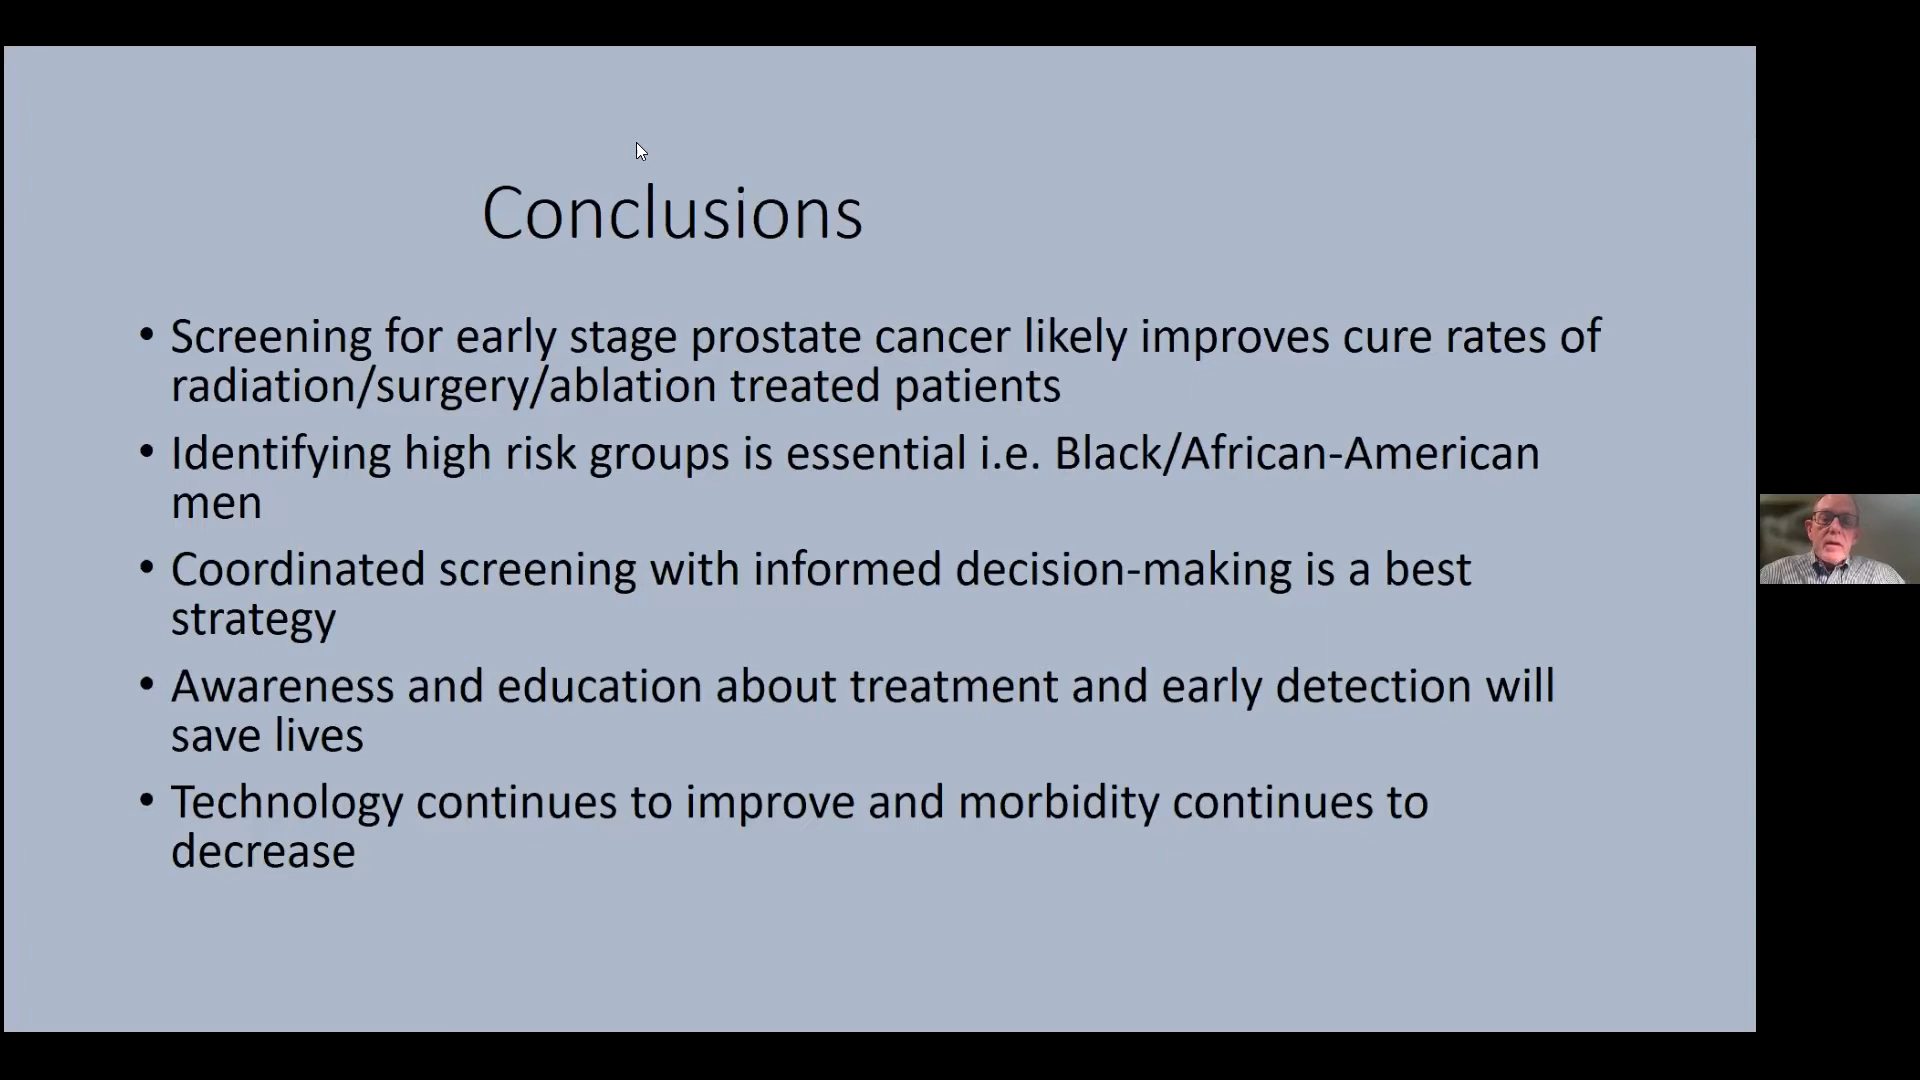 Conclusions
• Screening for early stage prostate cancer likely improves cure rates of
radiation/surgery/ablation treated patients
• Identifying high risk groups is essential i.e. Black/African-American
men
• Coordinated screening with informed decision-making is a best
strategy
• Awareness and education about treatment and early detection will
save lives
• Technology continues to improve and morbidity continues to
decrease